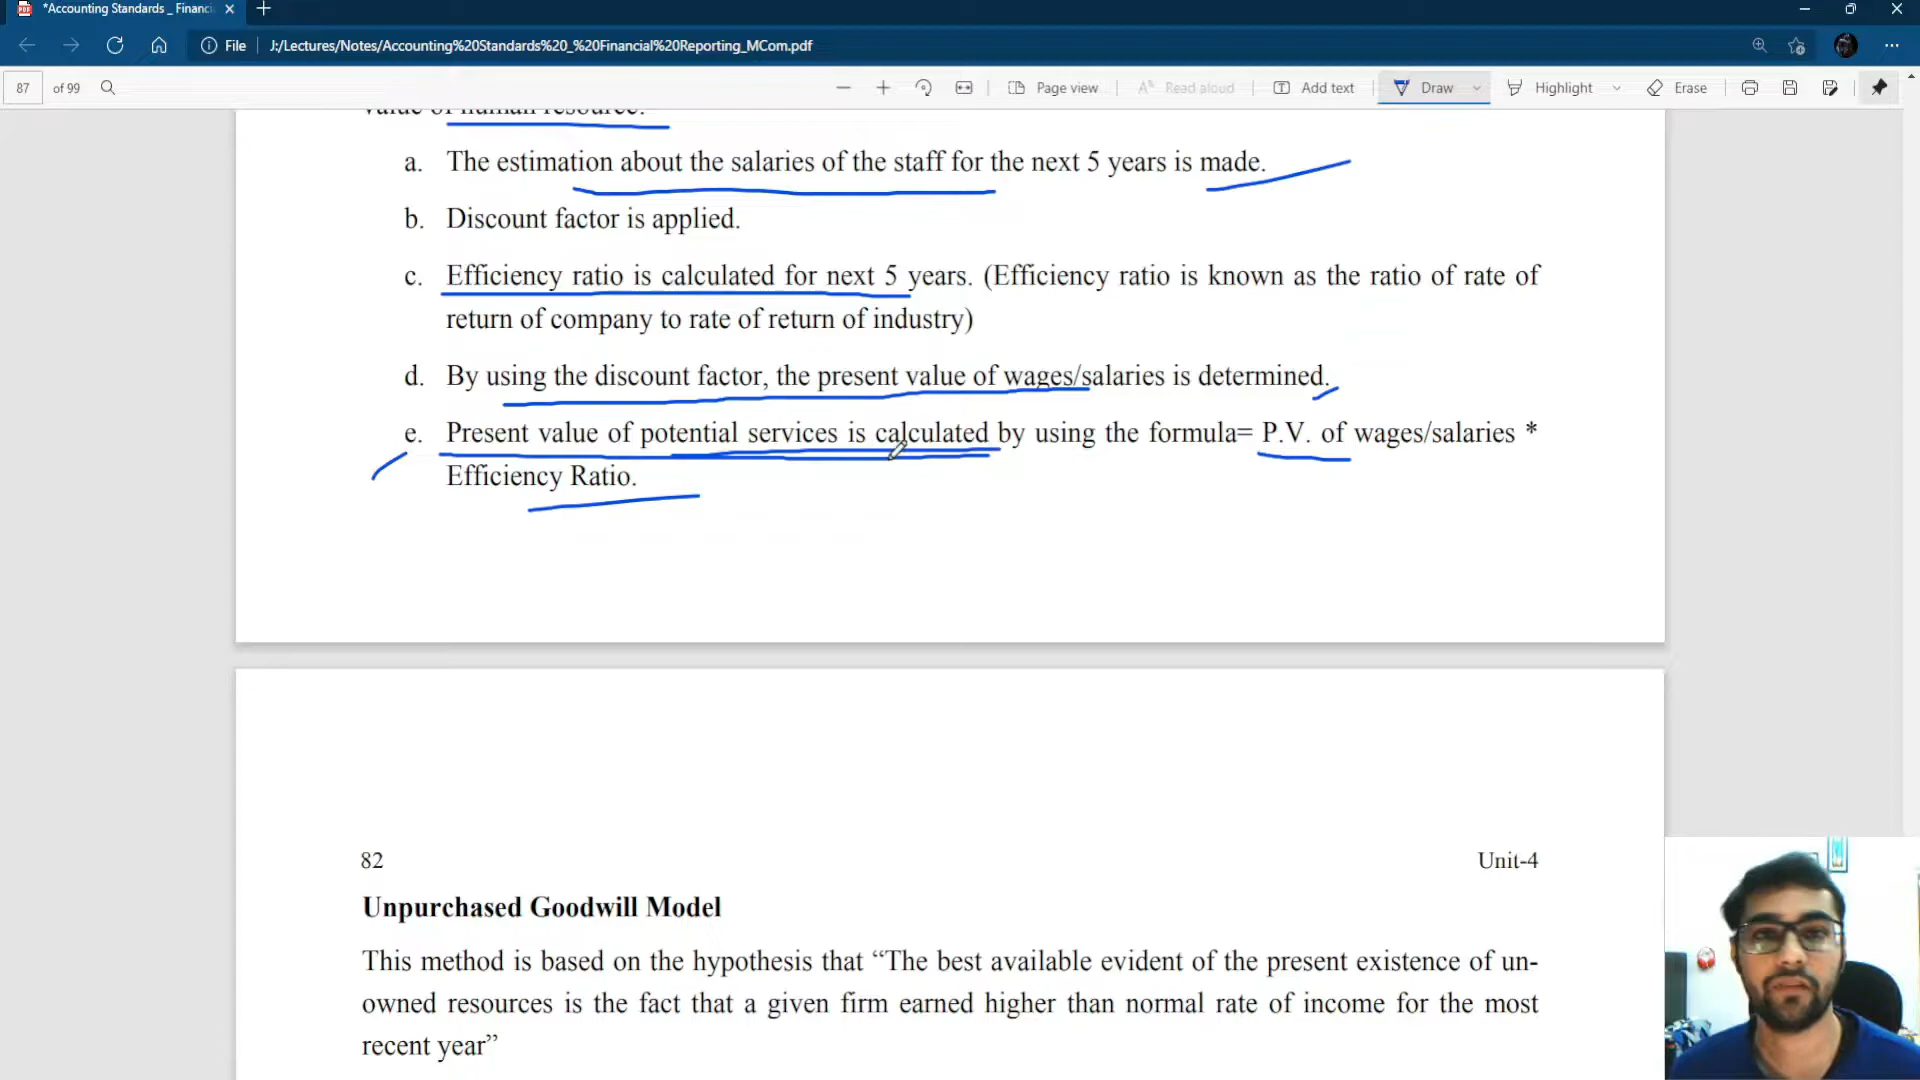 *Accounting Standards _ Financi
File
J:/Lectures/Notes/Accounting%20Standards%20_%20Financial%20Reporting_MCom.pdf
87 of 99
Page view
Read aloud
Add text
Draw
Highlight
Erase
value of human resource.
a. The estimation about the salaries of the staff for the next 5 years is made.
b. Discount factor is applied.
c. Efficiency ratio is calculated for next 5 years. (Efficiency ratio is known as the ratio of rate of
return of company to rate of return of industry)
d. By using the discount factor, the present value of wages/salaries is determined.
e. Present value of potential services is calculated by using the formula= P.V. of wages/salaries *
Efficiency Ratio.
82 Unit-4
Unpurchased Goodwill Model
This method is based on the hypothesis that “The best available evident of the present existence of un-
owned resources is the fact that a given firm earned higher than normal rate of income for the most
recent year”